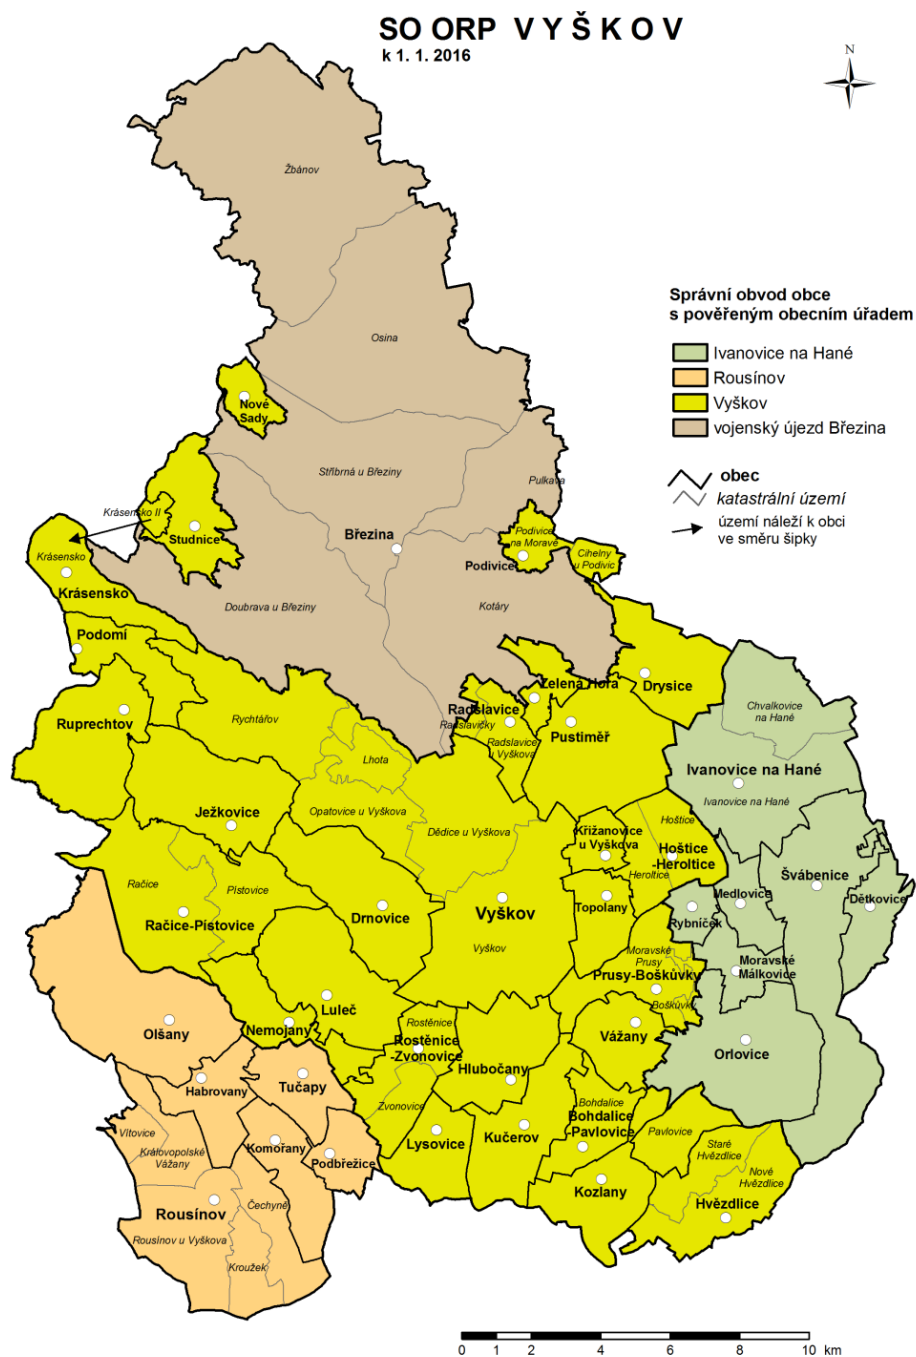 SO ORP V Y Š K O V
k 1. 1. 2016
N
Žbánov
Osina
Správní obvod obce
s pověřeným obecním úřadem
Ivanovice na Hané
Rousínov
Vyškov
vojenský újezd Březina
obec
katastrální území
území náleží k obci
ve směru šipky
Nové
Sady
Stříbrná u Březiny
Pulkava
Krásensko II
Studnice
Březina
Podivice
na Moravě
Podivice
Cihelny
u Podivic
Krásensko
Krásensko
Doubrava u Březiny
Kotáry
Podomí
Zelená Hora
Drysice
Ruprechtov
Rychtářov
Radslavice
Radslavičky
Radslavice
u Vyškova
Pustiměř
Chvalkovice
na Hané
Lhota
Ivanovice na Hané
Ivanovice na Hané
Ježkovice
Opatovice u Vyškova
Dědice u Vyškova
Křižanovice
u Vyškova
Hoštice
Hoštice
-Heroltice
Heroltice
Račice
Pístovice
Račice-Pístovice
Drnovice
Vyškov
Vyškov
Topolany
Rybníček
Medlovice
Švábenice
Dětkovice
Moravské
Prusy
Prusy-Boškůvky
Boškůvky
Moravské
Málkovice
Olšany
Nemojany
Luleč
Rostěnice
Rostěnice
-Zvonovice
Zvonovice
Vážany
Orlovice
Habrovany
Tučapy
Hlubočany
Bohdalice
Bohdalice
-Pavlovice
Pavlovice
Vítovice
Královopolské
Vážany
Komořany
Podbřežice
Lysovice
Kučerov
Staré
Hvězdlice
Nové
Hvězdlice
Kozlany
Hvězdlice
Rousínov
Čechyně
Rousínov u Vyškova
Kroužek
0 1 2 4 6 8 10 km